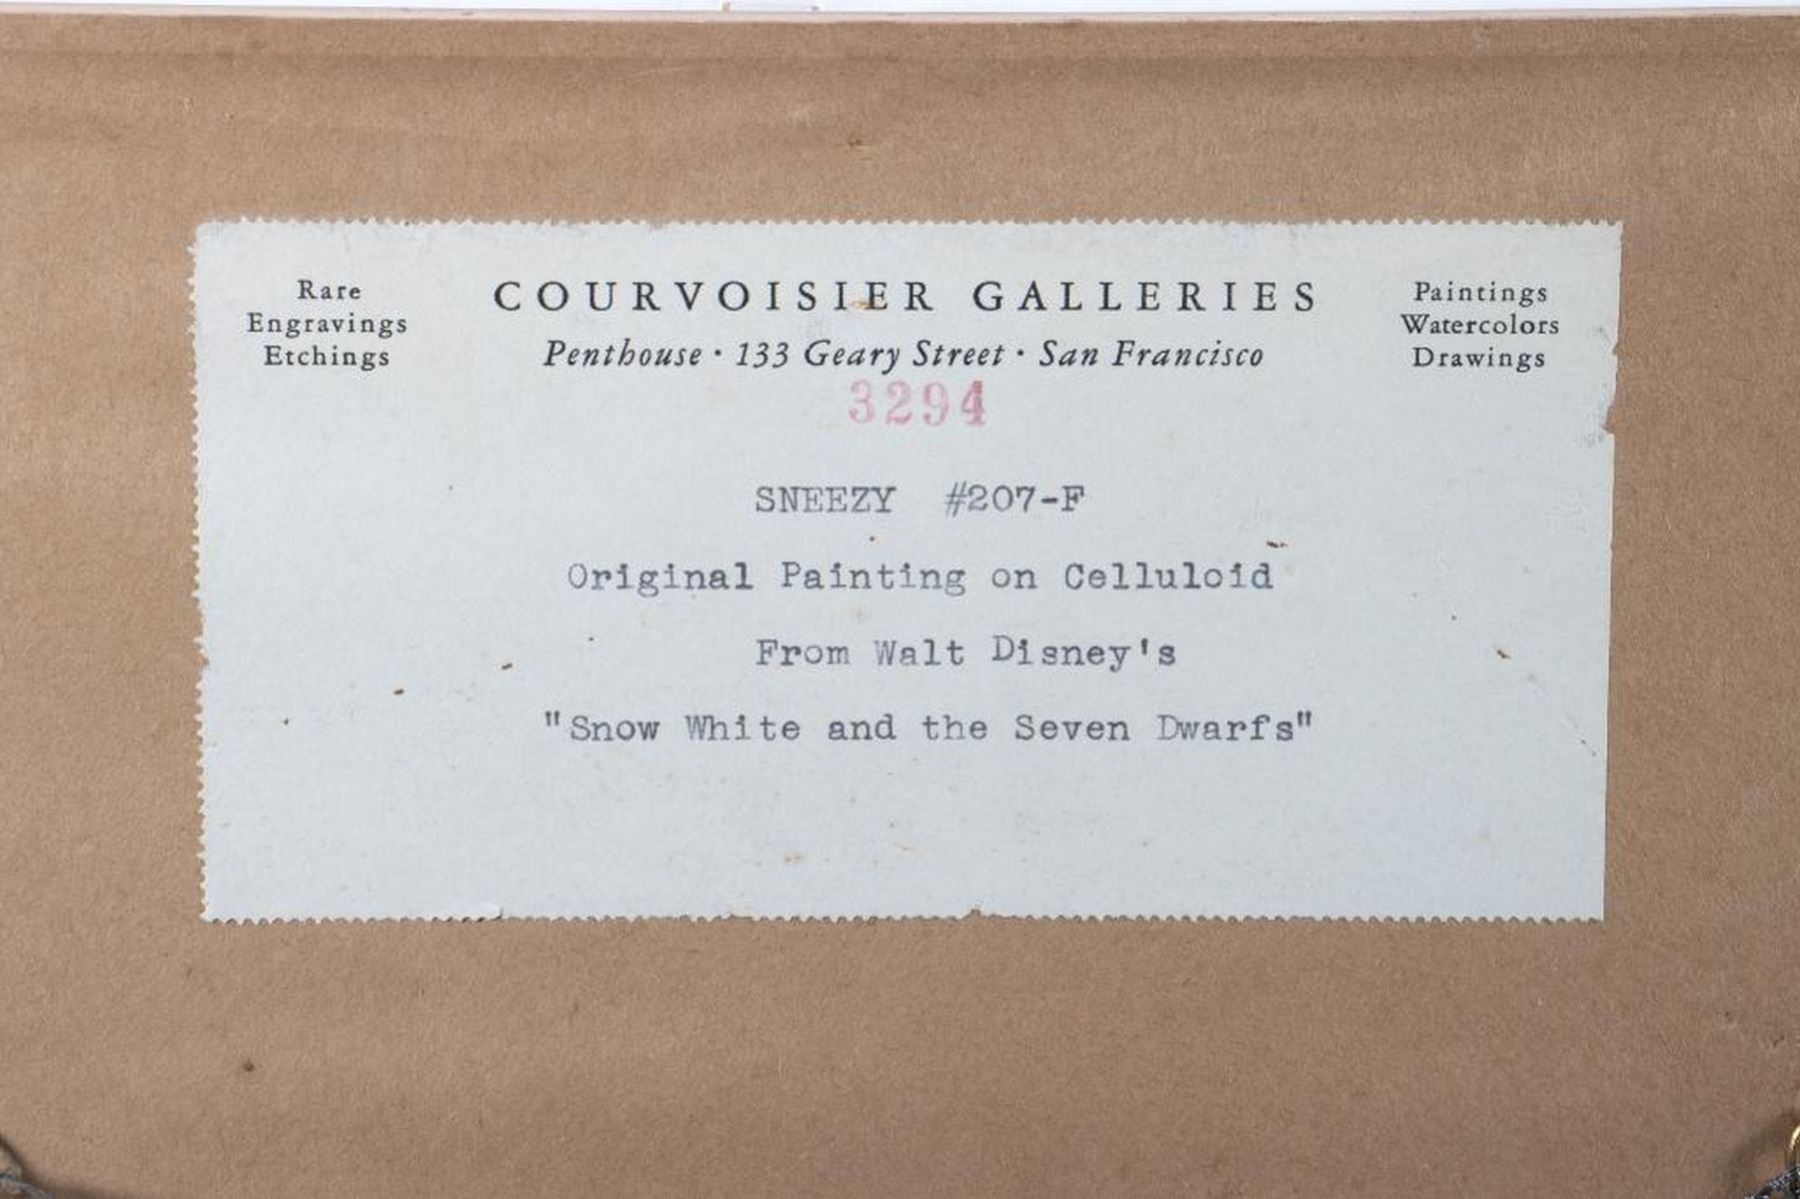 Rare
Engravings
Etchings
COURVOISIER GALLERIES
Penthouse · 133 Geary Street · San Francisco
Paintings
Watercolors
Drawings
3294
SNEEZY #207-F
Original Painting on Celluloid
From Walt Disney's
"Snow White and the Seven Dwarfs"